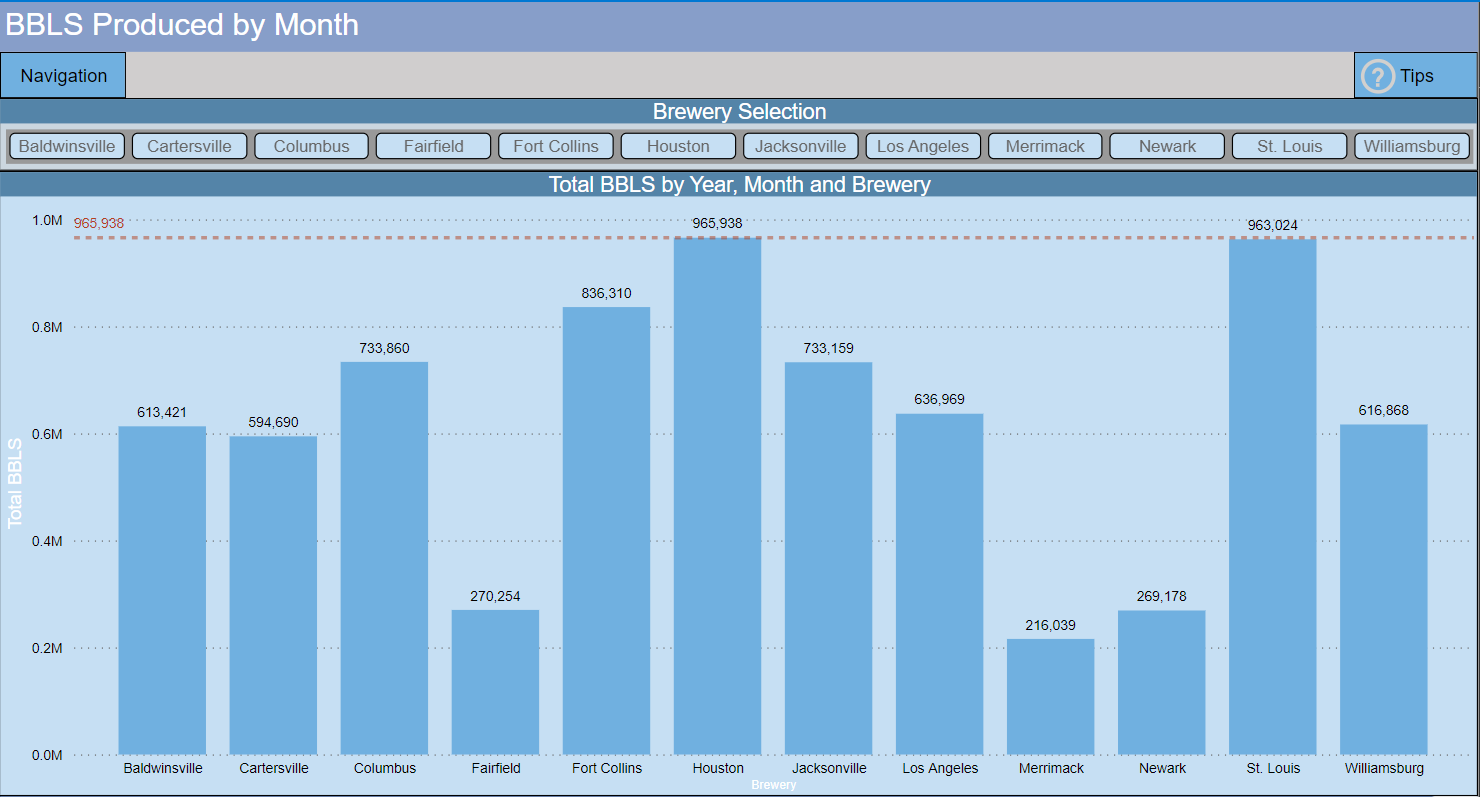 BBLS Produced by Month
Navigation
Tips
Brewery Selection
Baldwinsville Cartersville Columbus Fairfield Fort Collins Houston Jacksonville Los Angeles Merrimack Newark St. Louis Williamsburg
Total BBLS by Year, Month and Brewery
1.0M
965,938
965,938
963,024
836,310
0.8M
733,860
733,159
636,969
613,421
594,690
616,868
0.6M
Total BBLS
0.4M
270,254
269,178
216,039
0.2M
0.0M
Baldwinsville Cartersville Columbus Fairfield Fort Collins Houston Jacksonville Los Angeles Merrimack Newark St. Louis Williamsburg
Brewery